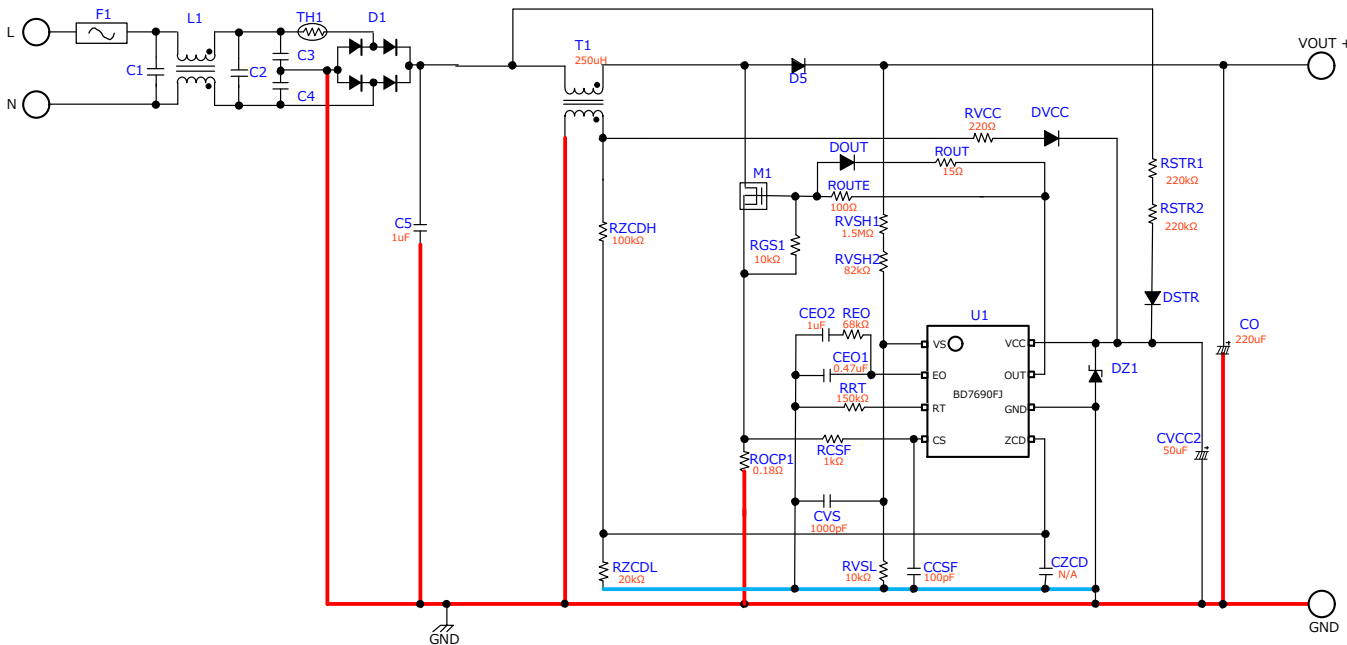 F1
L1
TH1
D1
L
C1
C2
C3
C4
N
T1
250uH
D5
VOUT +
RVCC
220Ω
DVCC
DOUT
ROUT
15Ω
M1
ROUTE
100Ω
RSTR1
220kΩ
RSTR2
220kΩ
C5
1uF
RZCDH
100kΩ
RGS1
10kΩ
RVSH1
1.5MΩ
RVSH2
82kΩ
DSTR
CEO2
1uF
REO
68kΩ
U1
CO
220uF
VS
VCC
CEO1
0.47uF
EO
OUT
DZ1
RRT
150kΩ
BD7690FJ
RT
GND
CS
ZCD
RCSF
1kΩ
CVCC2
50uF
ROCP1
0.18Ω
CVS
1000pF
RZCDL
20kΩ
RVSL
10kΩ
CCSF
100pF
CZCD
N/A
GND
GND